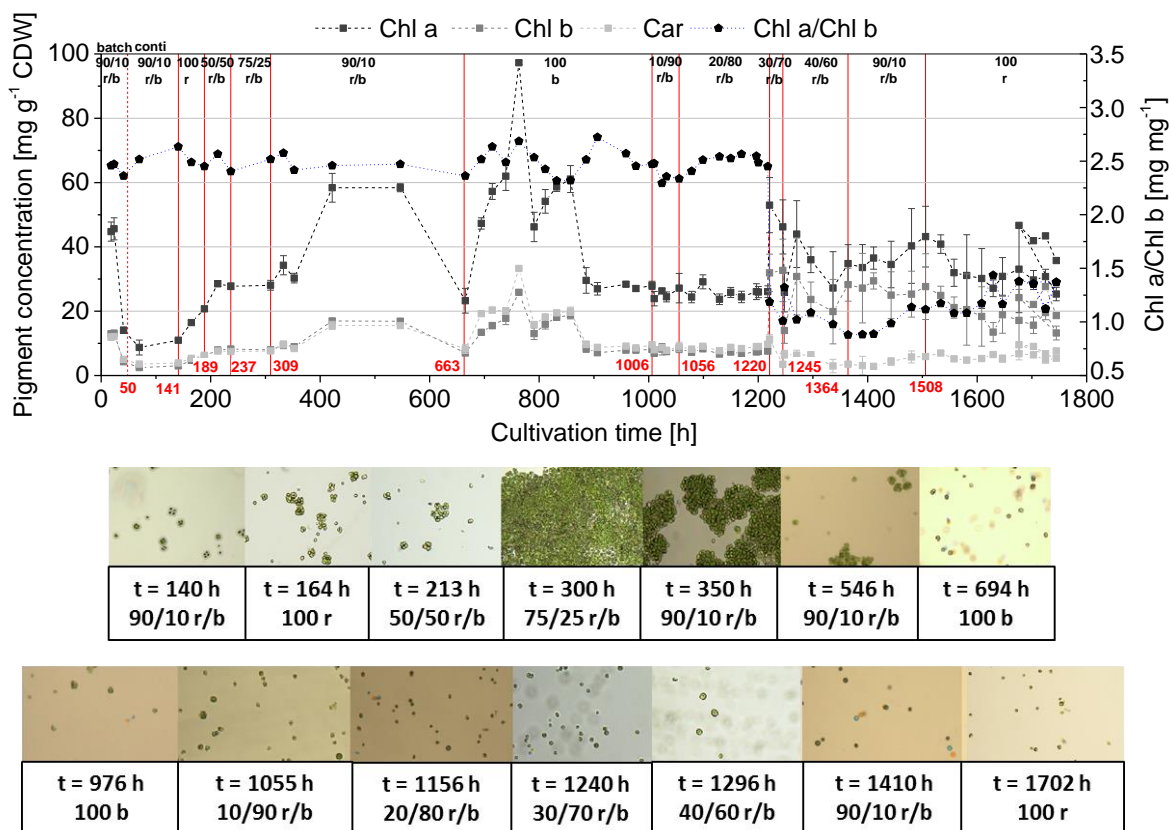 Chl a Chl b Car Chl a/Chl b
batch conti
90/10 90/10 100 50/50 75/25 90/10 100 10/90 20/80 30/70 40/60 90/10 100
r/b r/b r r/b r/b r/b b r/b r/b r/b r/b r/b r
Pigment concentration [mg g⁻¹ CDW]
100
80
60
40
20
0
3.5
3.0
2.5
2.0
1.5
1.0
0.5
Chl a/Chl b [mg mg⁻¹]
50 141 189 237 309 663 1006 1056 1220 1245 1364 1508
0 200 400 600 800 1000 1200 1400 1600 1800
Cultivation time [h]
t = 140 h t = 164 h t = 213 h t = 300 h t = 350 h t = 546 h t = 694 h
90/10 r/b 100 r 50/50 r/b 75/25 r/b 90/10 r/b 90/10 r/b 100 b
t = 976 h t = 1055 h t = 1156 h t = 1240 h t = 1296 h t = 1410 h t = 1702 h
100 b 10/90 r/b 20/80 r/b 30/70 r/b 40/60 r/b 90/10 r/b 100 r